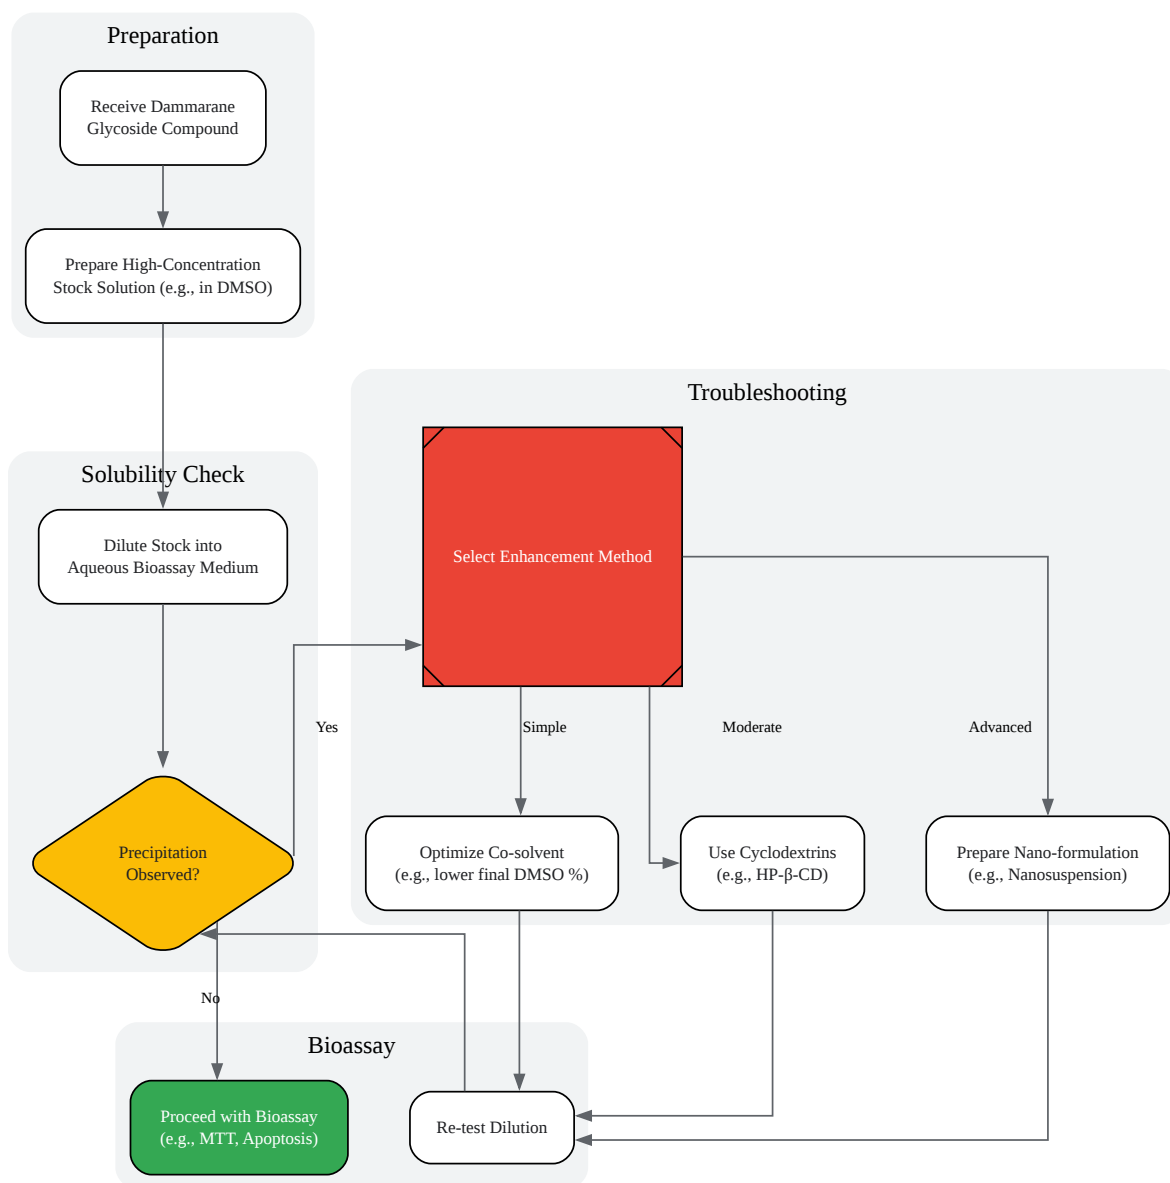 Preparation
Receive Dammarane
Glycoside Compound
Prepare High-Concentration
Stock Solution (e.g., in DMSO)
Solubility Check
Dilute Stock into
Aqueous Bioassay Medium
Precipitation
Observed?
Yes
No
Troubleshooting
Select Enhancement Method
Simple
Moderate
Advanced
Optimize Co-solvent
(e.g., lower final DMSO %)
Use Cyclodextrins
(e.g., HP-β-CD)
Prepare Nano-formulation
(e.g., Nanosuspension)
Bioassay
Proceed with Bioassay
(e.g., MTT, Apoptosis)
Re-test Dilution